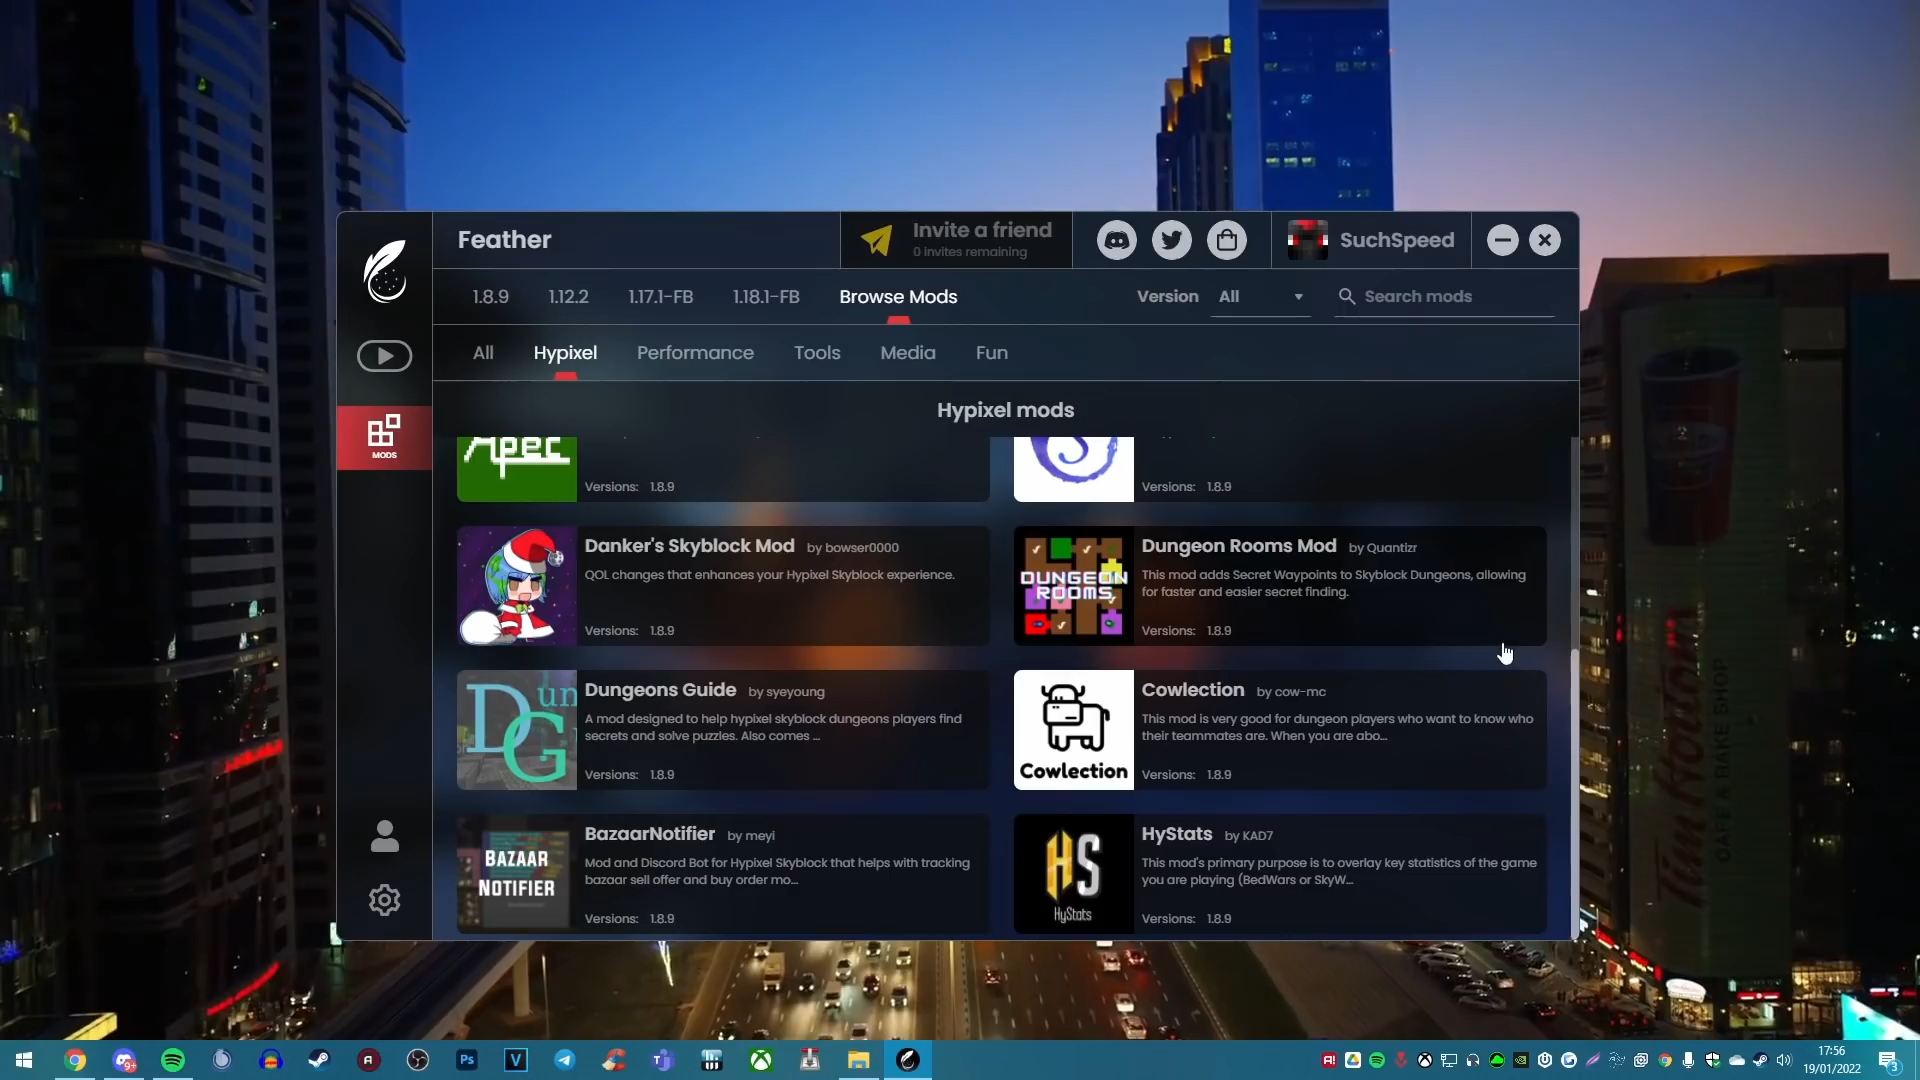 Feather
Invite a friend
0 invites remaining
SuchSpeed
1.8.9
1.12.2
1.17.1-FB
1.18.1-FB
Browse Mods
Version
All
Search mods
All
Hypixel
Performance
Tools
Media
Fun
Hypixel mods
MODS
Apec
Versions: 1.8.9
Versions: 1.8.9
Danker's Skyblock Mod by bowser0000
QOL changes that enhances your Hypixel Skyblock experience.
Versions: 1.8.9
DUNGEON
ROOMS
Dungeon Rooms Mod by Quantizr
This mod adds Secret Waypoints to Skyblock Dungeons, allowing
for faster and easier secret finding.
Versions: 1.8.9
Dun
G
Dungeons Guide by syeyoung
A mod designed to help hypixel skyblock dungeons players find
secrets and solve puzzles. Also comes ...
Versions: 1.8.9
Cowlection
Cowlection by cow-mc
This mod is very good for dungeon players who want to know who
their teammates are. When you are abo...
Versions: 1.8.9
BAZAAR
NOTIFIER
BazaarNotifier by meyi
Mod and Discord Bot for Hypixel Skyblock that helps with tracking
bazaar sell offer and buy order mo...
Versions: 1.8.9
HS
HyStats
HyStats by KAD7
This mod's primary purpose is to overlay key statistics of the game
you are playing (BedWars or SkyW...
Versions: 1.8.9
Tim Hortons
CAFE & BAKE SHOP
9+
Ps
V
17:56
19/01/2022
3